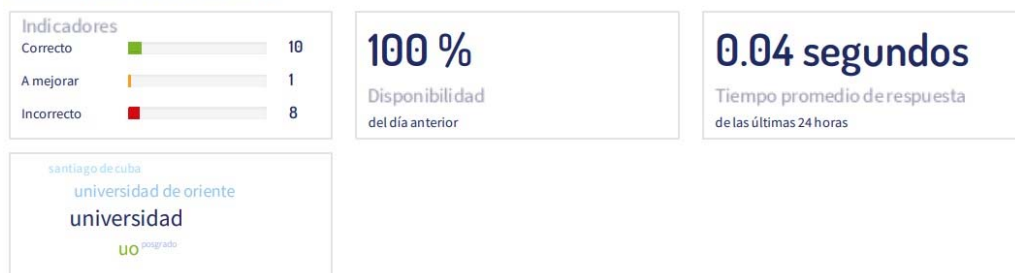 Indicadores
Correcto 10
A mejorar 1
Incorrecto 8
100 %
Disponibilidad
del día anterior
0.04 segundos
Tiempo promedio de respuesta
de las últimas 24 horas
santiago de cuba
universidad de oriente
universidad
uo posgrado